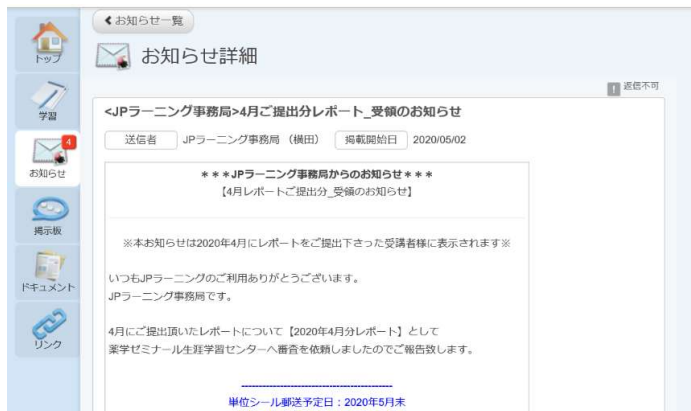 お知らせ一覧
お知らせ詳細
返信不可
トップ
学習
4
お知らせ
掲示板
ドキュメント
リンク
<JPラーニング事務局>4月ご提出分レポート_受領のお知らせ
送信者 JPラーニング事務局 （横田） 掲載開始日 2020/05/02
＊＊＊JPラーニング事務局からのお知らせ＊＊＊
【4月レポートご提出分_受領のお知らせ】
※本お知らせは2020年4月にレポートをご提出下さった受講者様に表示されます※
いつもJPラーニングのご利用ありがとうございます。
JPラーニング事務局です。
4月にご提出頂いたレポートについて【2020年4月分レポート】として
薬学ゼミナール生涯学習センターへ審査を依頼しましたのでご報告致します。
------------------------------------------
単位シール郵送予定日：2020年5月末